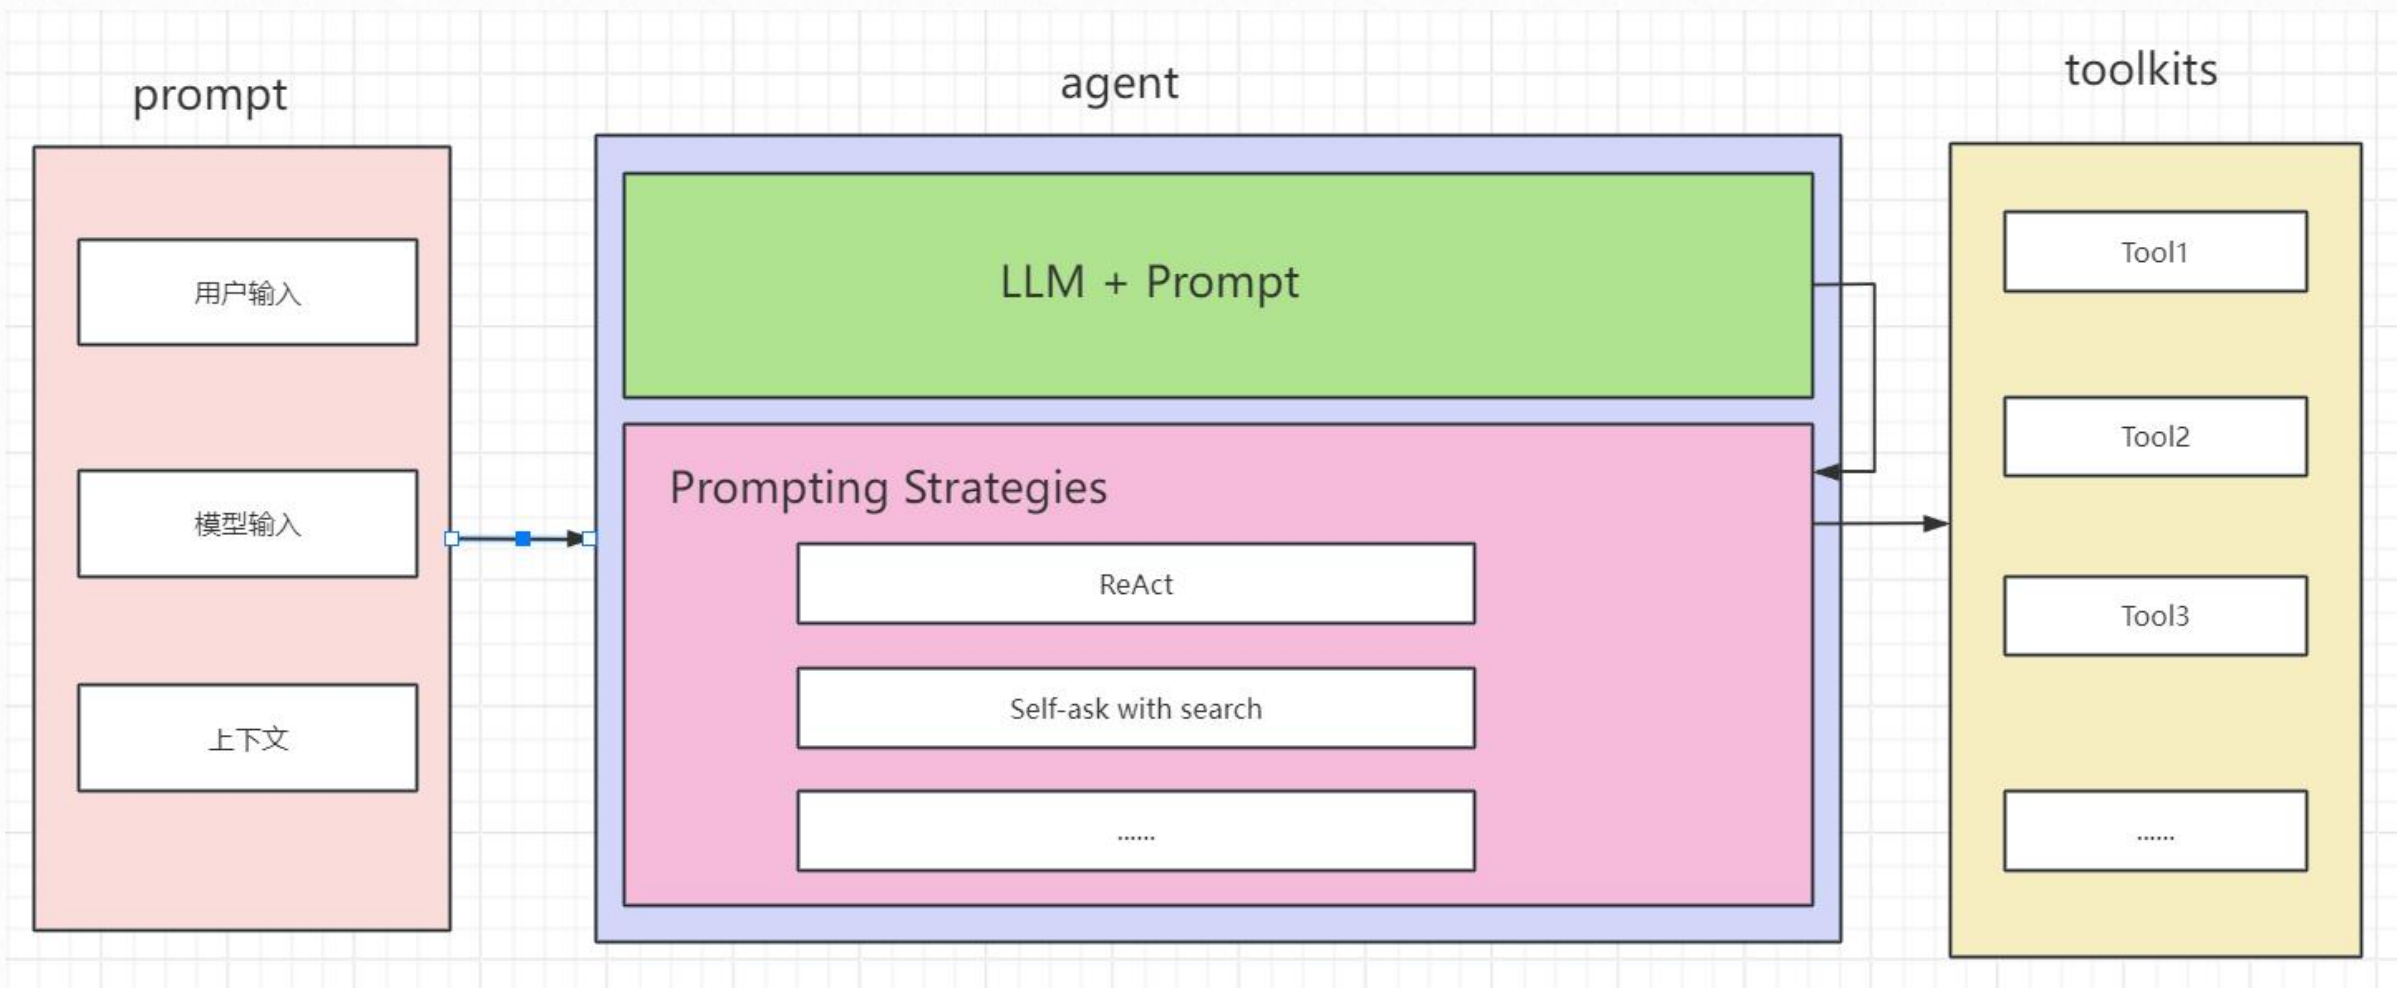 prompt
用户输入
模型输入
上下文
agent
LLM + Prompt
Prompting Strategies
ReAct
Self-ask with search
......
toolkits
Tool1
Tool2
Tool3
......